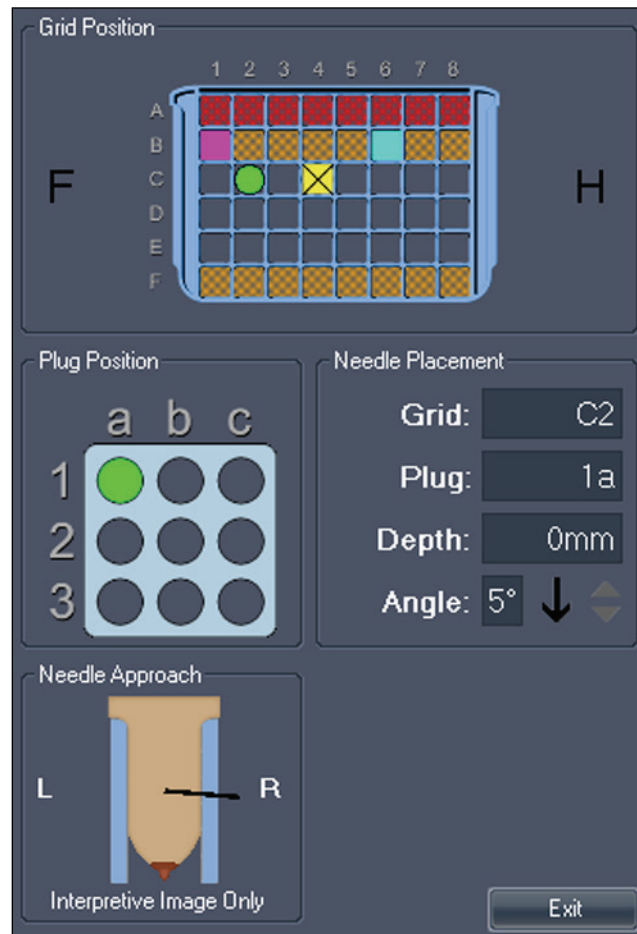 Grid Position
1 2 3 4 5 6 7 8
A
B
C
D
E
F
F
H
Plug Position
a b c
1
2
3
Needle Placement
Grid: C2
Plug: 1a
Depth: 0mm
Angle: 5°
Needle Approach
L R
Interpretive Image Only
Exit